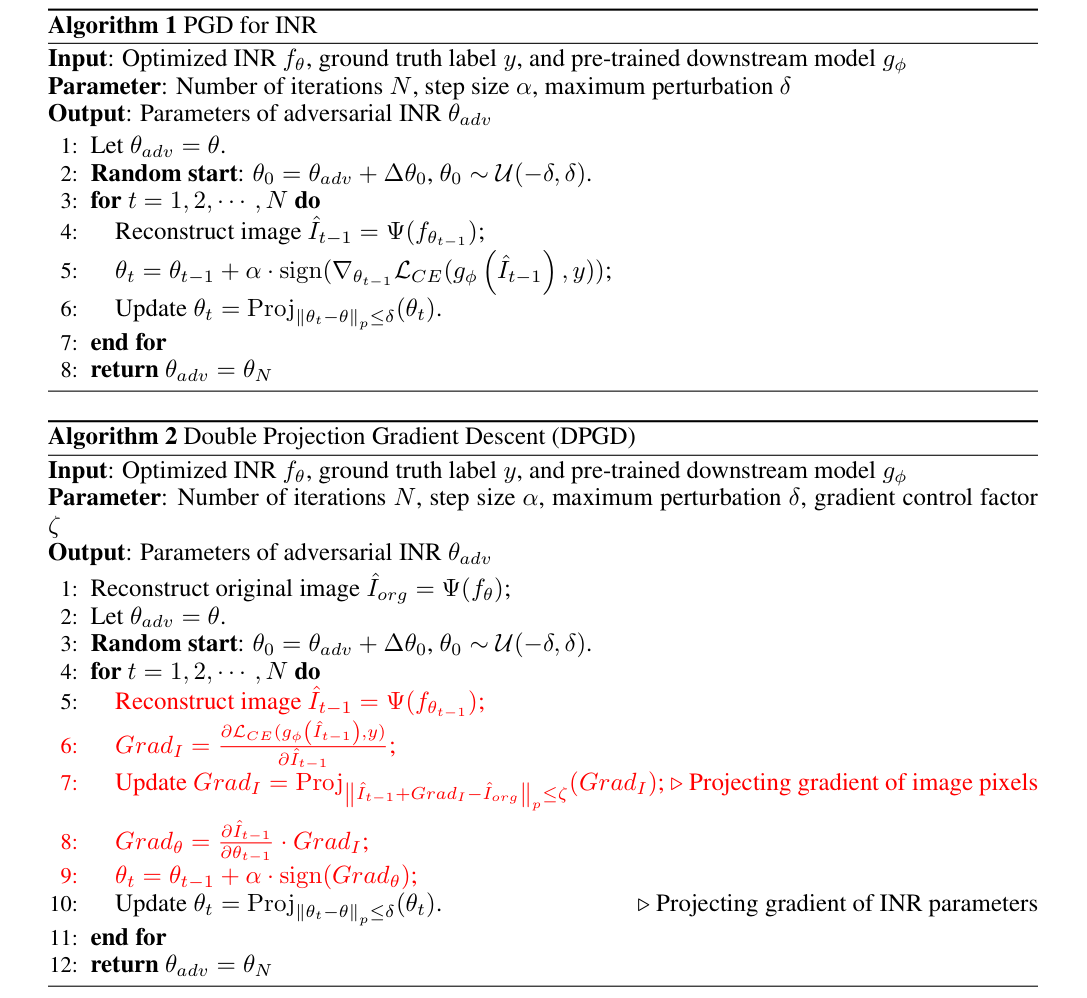 Algorithm 1 PGD for INR
Input: Optimized INR $f_\theta$, ground truth label $y$, and pre-trained downstream model $g_\phi$
Parameter: Number of iterations $N$, step size $\alpha$, maximum perturbation $\delta$
Output: Parameters of adversarial INR $\theta_{adv}$
1: Let $\theta_{adv} = \theta$.
2: Random start: $\theta_0 = \theta_{adv} + \Delta\theta_0, \theta_0 \sim \mathcal{U}(-\delta, \delta)$.
3: for $t = 1, 2, \cdots, N$ do
4: Reconstruct image $\hat{I}_{t-1} = \Psi(f_{\theta_{t-1}})$;
5: $\theta_t = \theta_{t-1} + \alpha \cdot \text{sign}(\nabla_{\theta_{t-1}} \mathcal{L}_{CE}(g_\phi(\hat{I}_{t-1}), y))$;
6: Update $\theta_t = \text{Proj}_{\|\theta_t - \theta\|_p \leq \delta}(\theta_t)$.
7: end for
8: return $\theta_{adv} = \theta_N$
Algorithm 2 Double Projection Gradient Descent (DPGD)
Input: Optimized INR $f_\theta$, ground truth label $y$, and pre-trained downstream model $g_\phi$
Parameter: Number of iterations $N$, step size $\alpha$, maximum perturbation $\delta$, gradient control factor
$\zeta$
Output: Parameters of adversarial INR $\theta_{adv}$
1: Reconstruct original image $\hat{I}_{org} = \Psi(f_\theta)$;
2: Let $\theta_{adv} = \theta$.
3: Random start: $\theta_0 = \theta_{adv} + \Delta\theta_0, \theta_0 \sim \mathcal{U}(-\delta, \delta)$.
4: for $t = 1, 2, \cdots, N$ do
5: Reconstruct image $\hat{I}_{t-1} = \Psi(f_{\theta_{t-1}})$;
6: $Grad_I = \frac{\partial \mathcal{L}_{CE}(g_\phi(\hat{I}_{t-1}), y)}{\partial \hat{I}_{t-1}}$;
7: Update $Grad_I = \text{Proj}_{\|\hat{I}_{t-1} + Grad_I - \hat{I}_{org}\|_p \leq \zeta}(Grad_I)$; ▷ Projecting gradient of image pixels
8: $Grad_\theta = \frac{\partial \hat{I}_{t-1}}{\partial \theta_{t-1}} \cdot Grad_I$;
9: $\theta_t = \theta_{t-1} + \alpha \cdot \text{sign}(Grad_\theta)$;
10: Update $\theta_t = \text{Proj}_{\|\theta_t - \theta\|_p \leq \delta}(\theta_t)$. ▷ Projecting gradient of INR parameters
11: end for
12: return $\theta_{adv} = \theta_N$